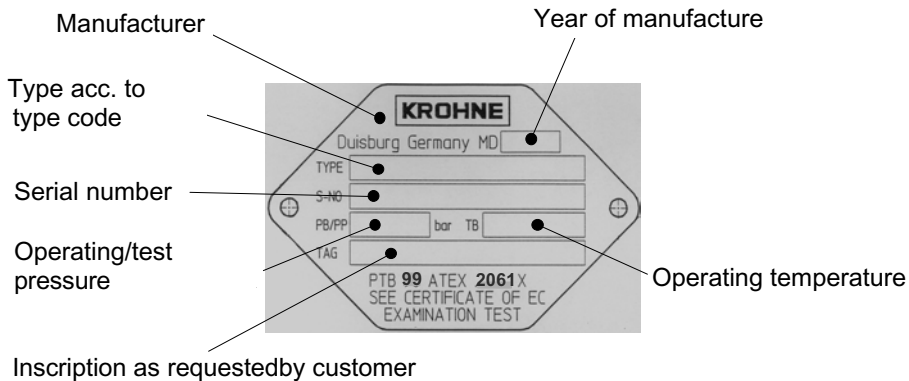 Manufacturer
Year of manufacture
Type acc. to
type code
KROHNE
Duisburg Germany MD
TYPE
Serial number
S-NO
PB/PP bar TB
Operating/test
pressure
TAG
Operating temperature
PTB 99 ATEX 2061 X
SEE CERTIFICATE OF EC
EXAMINATION TEST
Inscription as requestedby customer